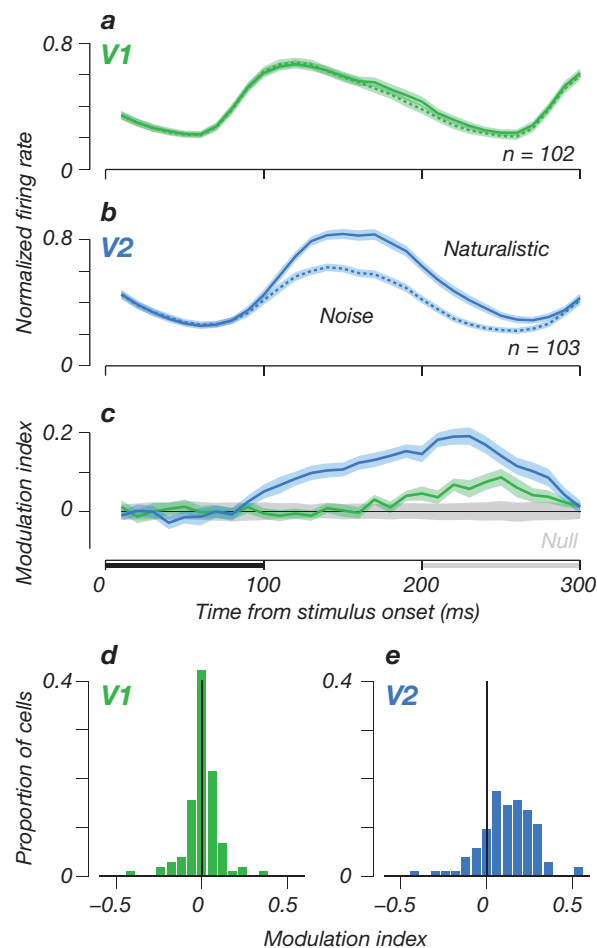 a
V1
0.8
0
n = 102
Normalized firing rate
b
V2
0.8
0
Naturalistic
Noise
n = 103
c
Modulation index
0.2
0
Null
0
100
200
300
Time from stimulus onset (ms)
d
V1
Proportion of cells
0.4
0
−0.5
0
0.5
e
V2
0.4
0
−0.5
0
0.5
Modulation index